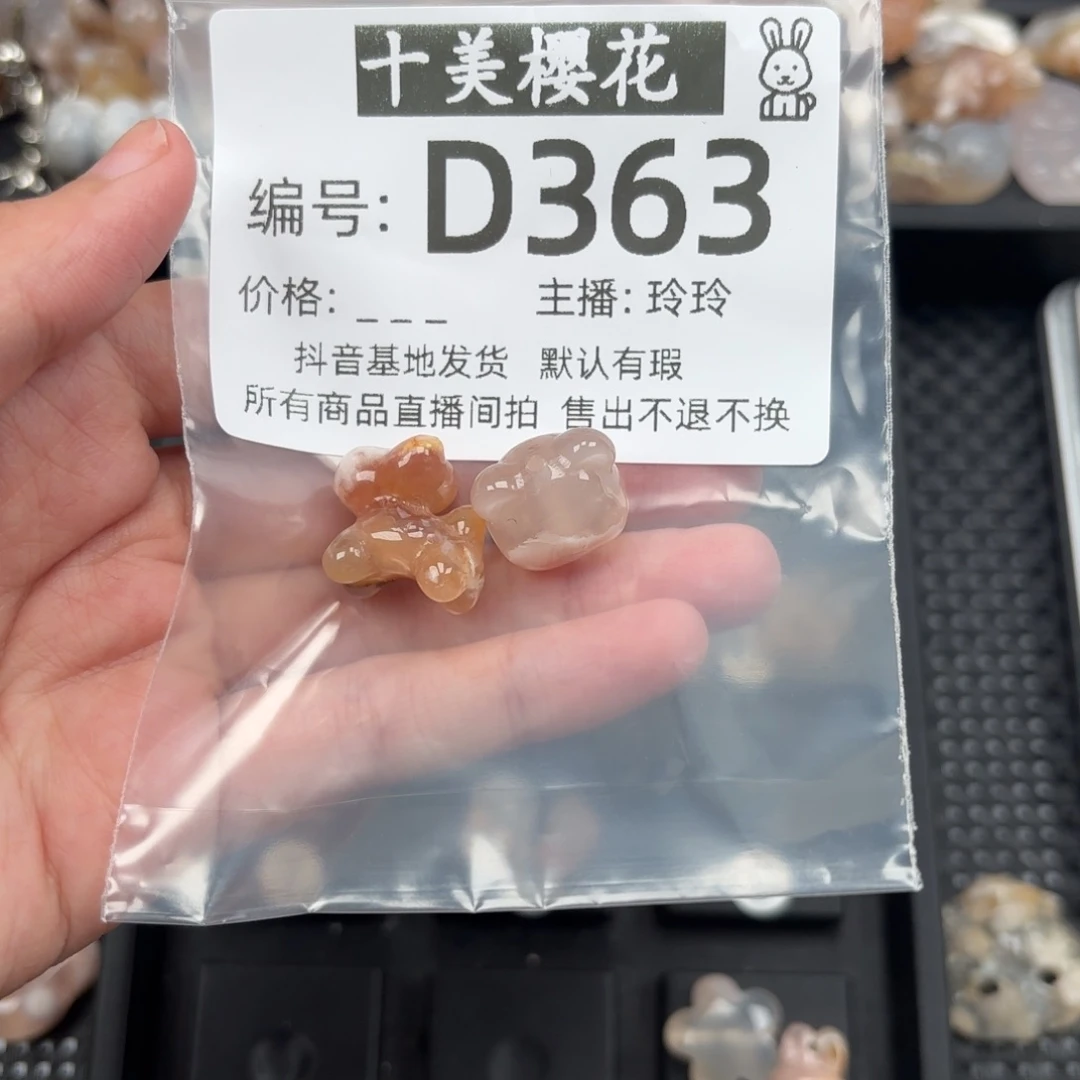 十美樱花
编号: D363
价格: _ _ _ 主播: 玲玲
抖音基地发货 默认有瑕
所有商品直播间拍 售出不退不换